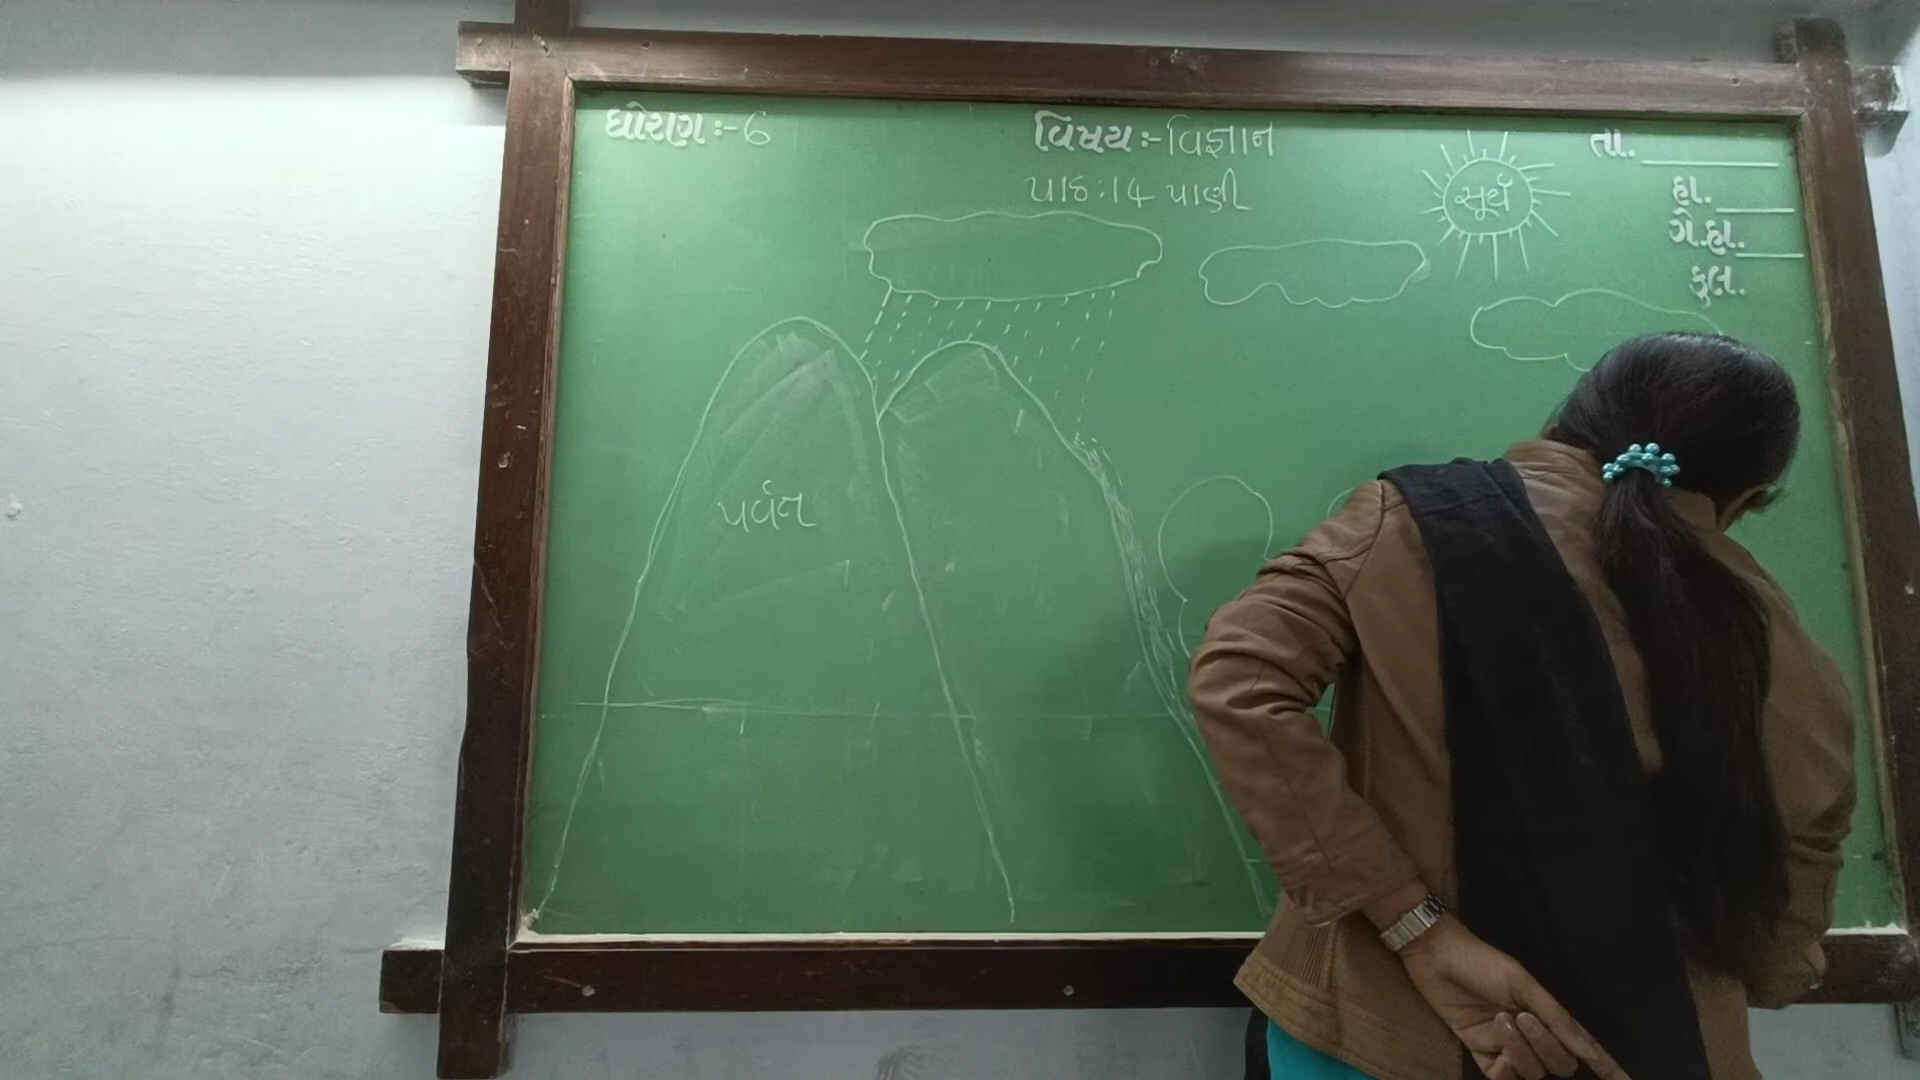 ધોરણ :- 6
વિષય :- વિજ્ઞાન
પાઠ : 14 પાણી
તા.
હા.
ગે.હા.
કુલ.
સૂર્ય
પર્વત